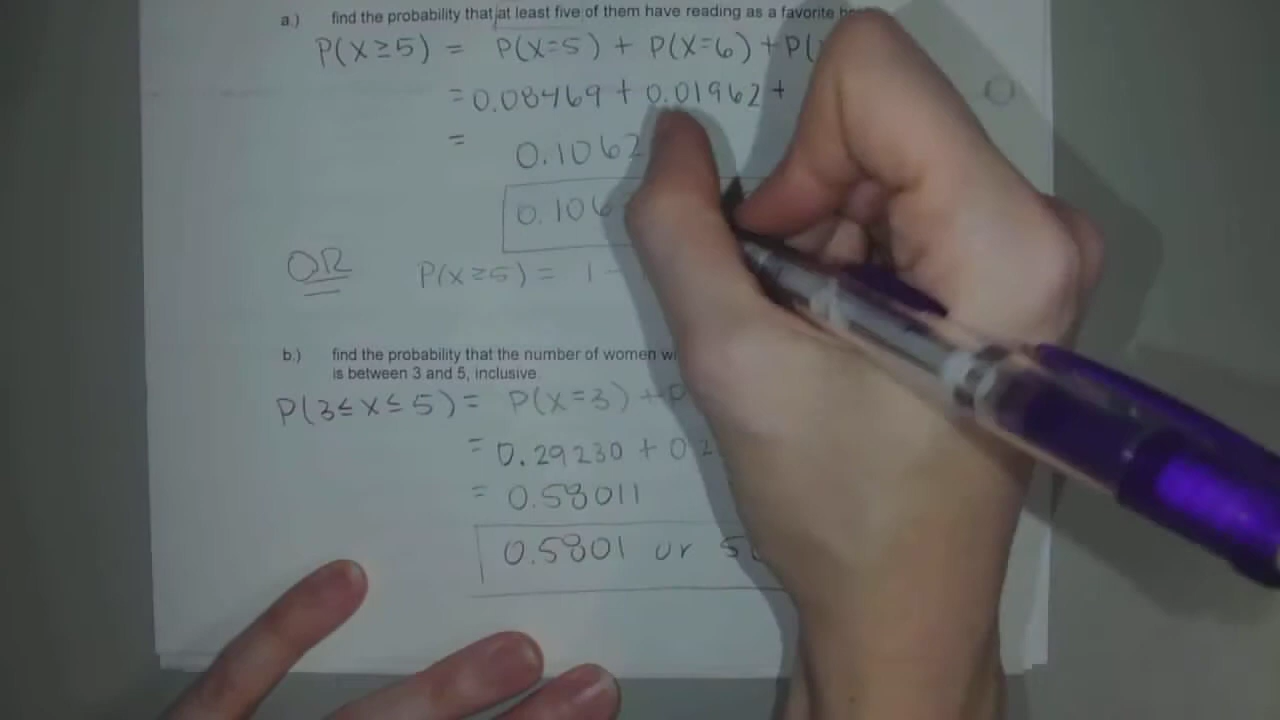 a.) find the probability that at least five of them have reading as a favorite
P(X≥5) = P(X=5) + P(X=6) + P(
= 0.08469 + 0.01962 +
= 0.1062
0.106
OR P(X≥5) = 1 -
b.) find the probability that the number of women
is between 3 and 5, inclusive.
P(3≤X≤5) = P(X=3) + P
= 0.29230 + 0.2
= 0.58011
0.5801 or